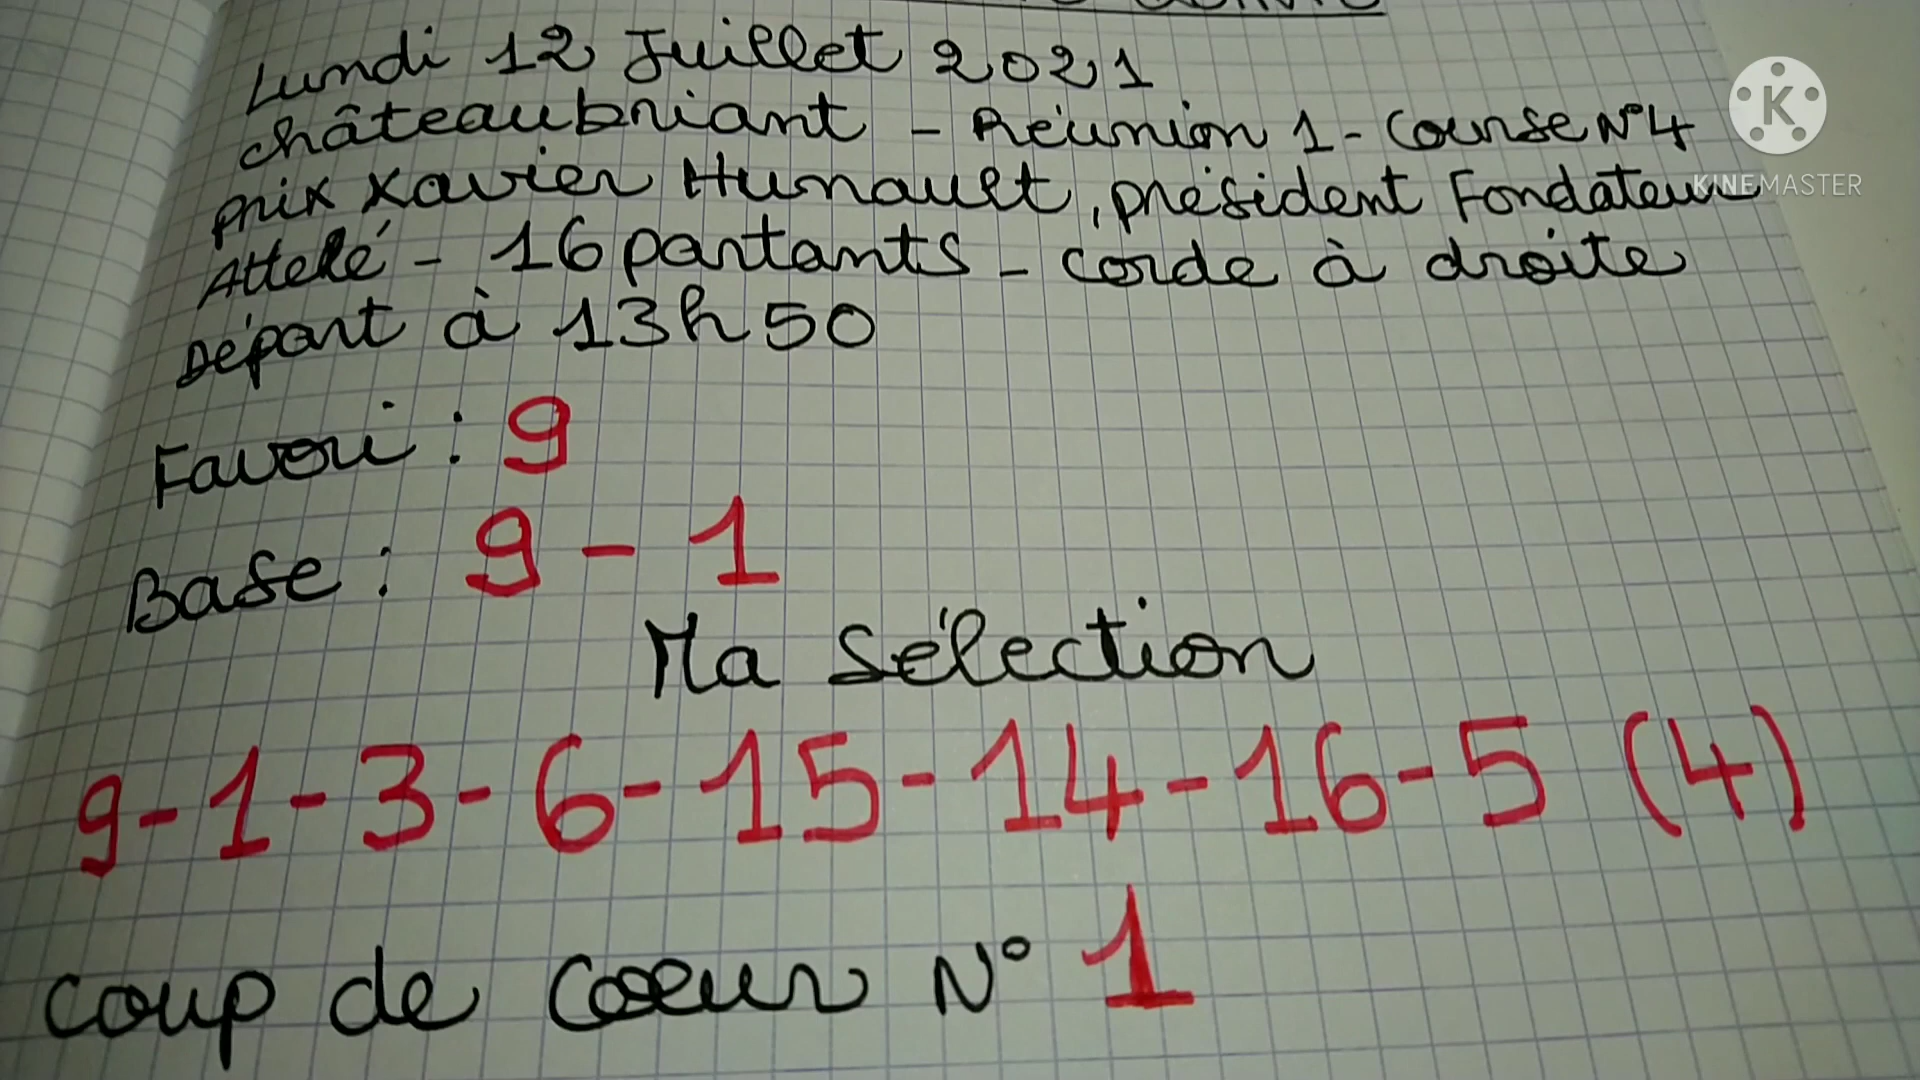 Lundi 12 Juillet 2021
châteaubriant - Réunion 1 - Course N°4
prix Xavier Hunault, président Fondateur
Attelé - 16 partants - corde à droite
Départ à 13h50
Favori : 9
Base : 9 - 1
Ma sélection
9-1-3-6-15-14-16-5 (4)
coup de coeur N° 1
K
KINEMASTER